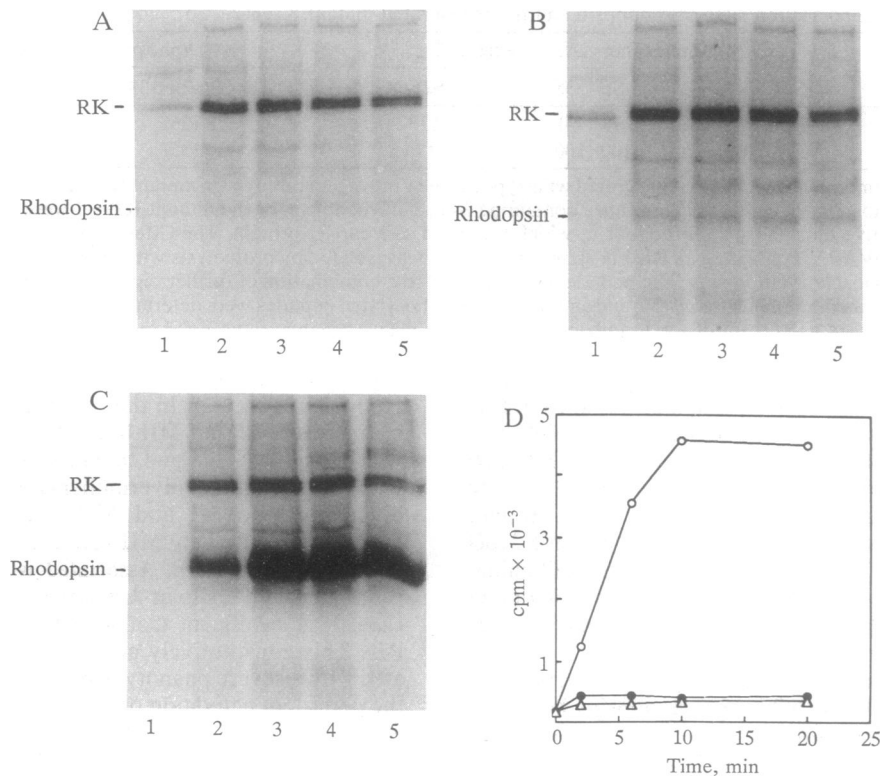 A
RK
Rhodopsin
1 2 3 4 5
B
RK
Rhodopsin
1 2 3 4 5
C
RK
Rhodopsin
1 2 3 4 5
D
cpm × 10⁻³
5
3
1
0 5 10 15 20 25
Time, min